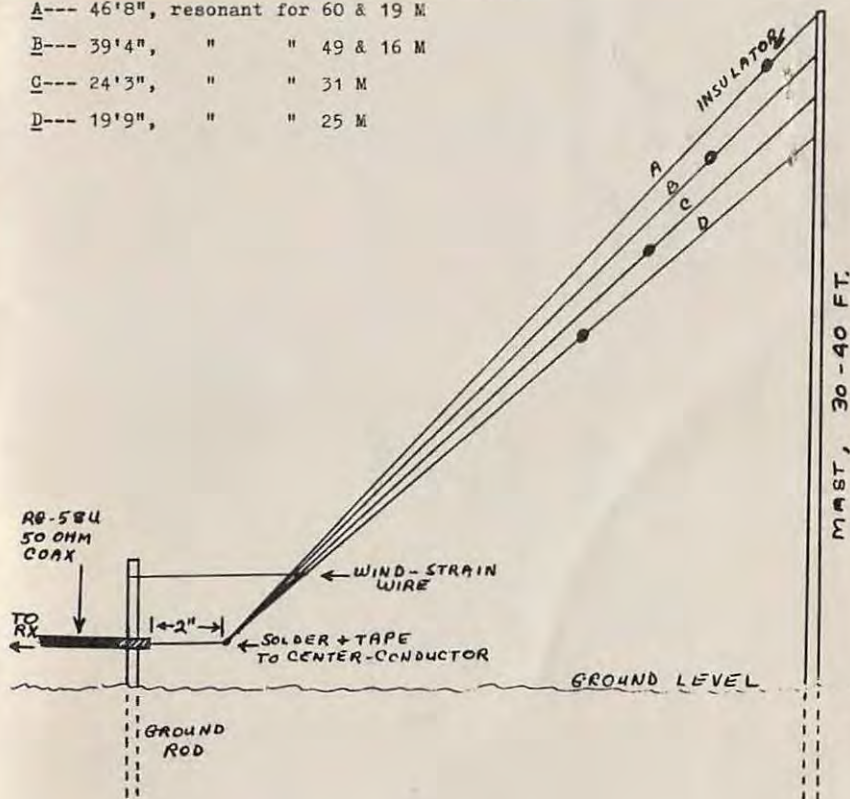 A--- 46'8", resonant for 60 & 19 M
B--- 39'4", " " 49 & 16 M
C--- 24'3", " " 31 M
D--- 19'9", " " 25 M
INSULATOR
A
B
C
D
MAST, 30-40 FT.
RG-58U
50 OHM
COAX
WIND-STRAIN
WIRE
TO
RX
2"
SOLDER + TAPE
TO CENTER-CONDUCTOR
GROUND LEVEL
GROUND
ROD